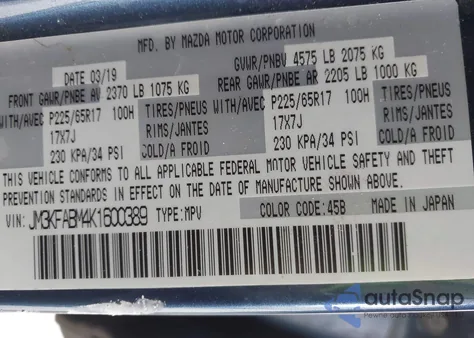 MFD. BY MAZDA MOTOR CORPORATION
DATE 03/19 GVWR/PNBV 4575 LB 2075 KG
FRONT GAWR/PNBE AV 2370 LB 1075 KG REAR GAWR/PNBE AR 2205 LB 1000 KG
WITH/AVEC P225/65R17 100H TIRES/PNEUS WITH/AVEC P225/65R17 100H TIRES/PNEUS
17X7J RIMS/JANTES 17X7J RIMS/JANTES
230 KPA/34 PSI COLD/A FROID 230 KPA/34 PSI COLD/A FROID
THIS VEHICLE CONFORMS TO ALL APPLICABLE FEDERAL MOTOR VEHICLE SAFETY AND THEFT
PREVENTION STANDARDS IN EFFECT ON THE DATE OF MANUFACTURE SHOWN ABOVE.
VIN: JM3KFABM4K1600389 TYPE: MPV COLOR CODE: 45B MADE IN JAPAN
autoSnap